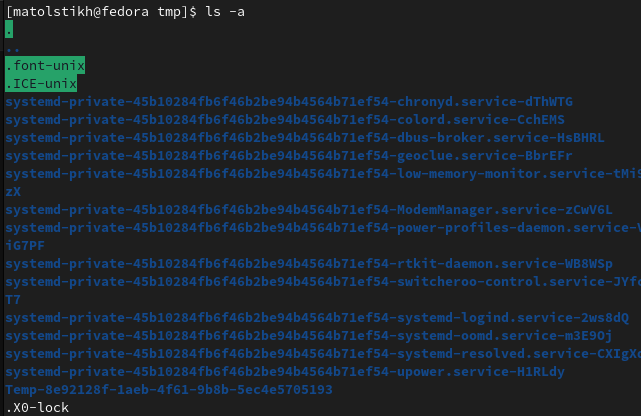 [matolstikh@fedora tmp]$ ls -a
.
..
.font-unix
.ICE-unix
systemd-private-45b10284fb6f46b2be94b4564b71ef54-chronyd.service-dThWTG
systemd-private-45b10284fb6f46b2be94b4564b71ef54-colord.service-CchEMS
systemd-private-45b10284fb6f46b2be94b4564b71ef54-dbus-broker.service-HsBHRL
systemd-private-45b10284fb6f46b2be94b4564b71ef54-geoclue.service-BbrEFr
systemd-private-45b10284fb6f46b2be94b4564b71ef54-low-memory-monitor.service-tMiS
zX
systemd-private-45b10284fb6f46b2be94b4564b71ef54-ModemManager.service-zCwV6L
systemd-private-45b10284fb6f46b2be94b4564b71ef54-power-profiles-daemon.service-V
iG7PF
systemd-private-45b10284fb6f46b2be94b4564b71ef54-rtkit-daemon.service-WB8WSp
systemd-private-45b10284fb6f46b2be94b4564b71ef54-switcheroo-control.service-JYfc
T7
systemd-private-45b10284fb6f46b2be94b4564b71ef54-systemd-logind.service-2ws8dQ
systemd-private-45b10284fb6f46b2be94b4564b71ef54-systemd-oomd.service-m3E9Oj
systemd-private-45b10284fb6f46b2be94b4564b71ef54-systemd-resolved.service-CXIgXc
systemd-private-45b10284fb6f46b2be94b4564b71ef54-upower.service-H1RLdy
Temp-8e92128f-1aeb-4f61-9b8b-5ec4e5705193
.X0-lock